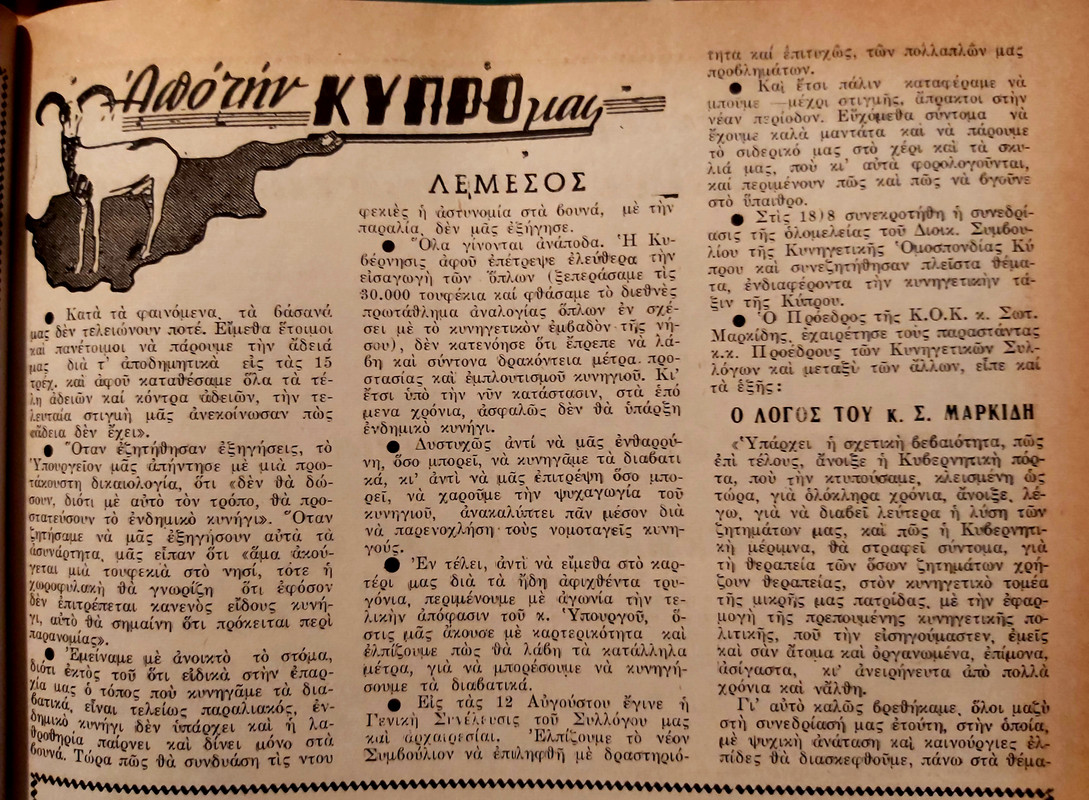 Ἀπό τήν ΚΥΠΡΟ μας
ΛΕΜΕΣΟΣ
● Κατὰ τὰ φαινόμενα, τὰ βάσανά
μας δὲν τελειώνουν ποτέ. Εἴμεθα ἕτοιμοι
καὶ πανέτοιμοι νὰ πάρουμε τὴν ἄδειά
μας διὰ τ' ἀποδημητικὰ εἰς τὰς 15
τρέχ. καὶ ἀφοῦ καταθέσαμε ὅλα τὰ τέ-
λη ἀδειῶν καὶ κόντρα ἀδειῶν, τὴν τε-
λευταία στιγμὴ μᾶς ἀνεκοίνωσαν πὼς
«ἄδεια δὲν ἔχει».
● Ὅταν ἐζητήθησαν ἐξηγήσεις, τὸ
Ὑπουργεῖον μᾶς ἀπήντησε μὲ μιὰ πρω-
τάκουστη δικαιολογία, ὅτι «δὲν θὰ δώ-
σουν, διότι μὲ αὐτὸ τὸν τρόπο, θὰ προ-
στατεύσουν τὸ ἐνδημικὸ κυνήγι». Ὅταν
ζητήσαμε νὰ μᾶς ἐξηγήσουν αὐτὰ τὰ
ἀσυνάρτητα, μᾶς εἶπαν ὅτι «ἅμα ἀκού-
γεται μιὰ τουφεκιὰ στὸ νησί, τότε ἡ
χωροφυλακὴ θὰ γνωρίζη ὅτι ἐφόσον
δὲν ἐπιτρέπεται κανενὸς εἴδους κυνή-
γι, αὐτὸ θὰ σημαίνη ὅτι πρόκειται περὶ
παρανομίας».
● Ἐμείναμε μὲ ἀνοικτὸ τὸ στόμα,
διότι ἐκτὸς τοῦ ὅτι εἰδικὰ στὴν ἐπαρ-
χία μας ὁ τόπος ποὺ κυνηγᾶμε τὰ δια-
βατικά, εἶναι τελείως παραλιακός, ἐν-
δημικὸ κυνήγι δὲν ὑπάρχει καὶ ἡ λα-
θροθηρία παίρνει καὶ δίνει μόνο στὰ
βουνά. Τώρα πῶς θὰ συνδυάση τὶς ντου
φεκιὲς ἡ ἀστυνομία στὰ βουνά, μὲ τὴν
παραλία, δὲν μᾶς ἐξήγησε.
● Ὅλα γίνονται ἀνάποδα. Ἡ Κυ-
βέρνησις ἀφοῦ ἐπέτρεψε ἐλεύθερα τὴν
εἰσαγωγὴ τῶν ὅπλων (ξεπεράσαμε τὶς
30.000 τουφέκια καὶ φθάσαμε τὸ διεθνὲς
πρωτάθλημα ἀναλογίας ὅπλων ἐν σχέ-
σει μὲ τὸ κυνηγετικὸν ἐμβαδὸν τῆς νή-
σου), δὲν κατενόησε ὅτι ἔπρεπε νὰ λά-
βη καὶ σύντονα δρακόντεια μέτρα προ-
στασίας καὶ ἐμπλουτισμοῦ κυνηγιοῦ. Κι'
ἔτσι ὑπὸ τὴν νῦν κατάστασιν, στὰ ἑπό
μενα χρόνια, ἀσφαλῶς δὲν θὰ ὑπάρξη
ἐνδημικὸ κυνήγι.
● Δυστυχῶς ἀντὶ νὰ μᾶς ἐνθαρρύ-
νη, ὅσο μπορεῖ, νὰ κυνηγᾶμε τὰ διαβατι
κά, κι' ἀντὶ νὰ μᾶς ἐπιτρέψη ὅσο μπο-
ρεῖ, νὰ χαροῦμε τὴν ψυχαγωγία τοῦ
κυνηγιοῦ, ἀνακαλύπτει πᾶν μέσον διὰ
νὰ παρενοχλήση τοὺς νομοταγεῖς κυνη-
γούς.
● Ἐν τέλει, ἀντὶ νὰ εἴμεθα στὸ καρ-
τέρι μας διὰ τὰ ἤδη ἀφιχθέντα τρυ-
γόνια, περιμένουμε μὲ ἀγωνία τὴν τε-
λικὴν ἀπόφασιν τοῦ κ. Ὑπουργοῦ, ὅ-
στις μᾶς ἄκουσε μὲ καρτερικότητα καὶ
ἐλπίζουμε πὼς θὰ λάβη τὰ κατάλληλα
μέτρα, γιὰ νὰ μπορέσουμε νὰ κυνηγή-
σουμε τὰ διαβατικά.
● Εἰς τὰς 12 Αὐγούστου ἔγινε ἡ
Γενικὴ Συνέλευσις τοῦ Συλλόγου μας
καὶ ἀρχαιρεσίαι. Ἐλπίζουμε τὸ νέον
Συμβούλιον νὰ ἐπιληφθῆ μὲ δραστηριό-
τητα καὶ ἐπιτυχῶς, τῶν πολλαπλῶν μας
προβλημάτων.
● Καὶ ἔτσι πάλιν καταφέραμε νὰ
μποῦμε —μέχρι στιγμῆς, ἄπρακτοι στὴν
νέαν περίοδον. Εὐχόμεθα σύντομα νὰ
ἔχουμε καλὰ μαντάτα καὶ νὰ πάρουμε
τὸ σιδερικό μας στὸ χέρι καὶ τὰ σκυ-
λιά μας, ποὺ κι' αὐτὰ φορολογοῦνται,
καὶ περιμένουν πῶς καὶ πῶς νὰ βγοῦνε
στὸ ὕπαιθρο.
● Στὶς 18)8 συνεκροτήθη ἡ συνεδρί-
ασις τῆς ὁλομελείας τοῦ Διοικ. Συμβου-
λίου τῆς Κυνηγετικῆς Ὁμοσπονδίας Κύ
πρου καὶ συνεζητήθησαν πλεῖστα θέμα-
τα, ἐνδιαφέροντα τὴν κυνηγετικὴν τά-
ξιν τῆς Κύπρου.
● Ὁ Πρόεδρος τῆς Κ.Ο.Κ. κ. Σωτ.
Μαρκίδης, ἐχαιρέτησε τοὺς παραστάντας
κ.κ. Προέδρους τῶν Κυνηγετικῶν Συλ-
λόγων καὶ μεταξὺ τῶν ἄλλων, εἶπε καὶ
τὰ ἑξῆς:
Ο ΛΟΓΟΣ ΤΟΥ κ. Σ. ΜΑΡΚΙΔΗ
«Ὑπάρχει ἡ σχετικὴ βεβαιότητα, πὼς
ἐπὶ τέλους, ἄνοιξε ἡ Κυβερνητικὴ πόρ-
τα, ποὺ τὴν κτυπούσαμε, κλεισμένη ὡς
τώρα, γιὰ ὁλόκληρα χρόνια, ἄνοιξε, λέ-
γω, γιὰ νὰ διαβεῖ λεύτερα ἡ λύση τῶν
ζητημάτων μας, καὶ πὼς ἡ Κυβερνητι-
κὴ μέριμνα, θὰ στραφεῖ σύντομα, γιὰ
τὴ θεραπεία τῶν ὅσων ζητημάτων χρή-
ζουν θεραπείας, στὸν κυνηγετικὸ τομέα
τῆς μικρῆς μας πατρίδας, μὲ τὴν ἐφαρ-
μογὴ τῆς πρεπουμένης κυνηγετικῆς πο-
λιτικῆς, ποὺ τὴν εἰσηγούμαστεν, ἐμεῖς
καὶ σὰν ἄτομα καὶ ὀργανωμένα, ἐπίμονα,
ἀσίγαστα, κι' ἀνειρήνευτα ἀπὸ πολλὰ
χρόνια καὶ νἄλθη.
Γι' αὐτὸ καλῶς βρεθήκαμε, ὅλοι μαζὺ
στὴ συνεδρίασή μας ἐτούτη, στὴν ὁποία,
μὲ ψυχικὴ ἀνάταση καὶ καινούργιες ἐλ-
πίδες θὰ διασκεφθοῦμε, πάνω στὰ θέμα-